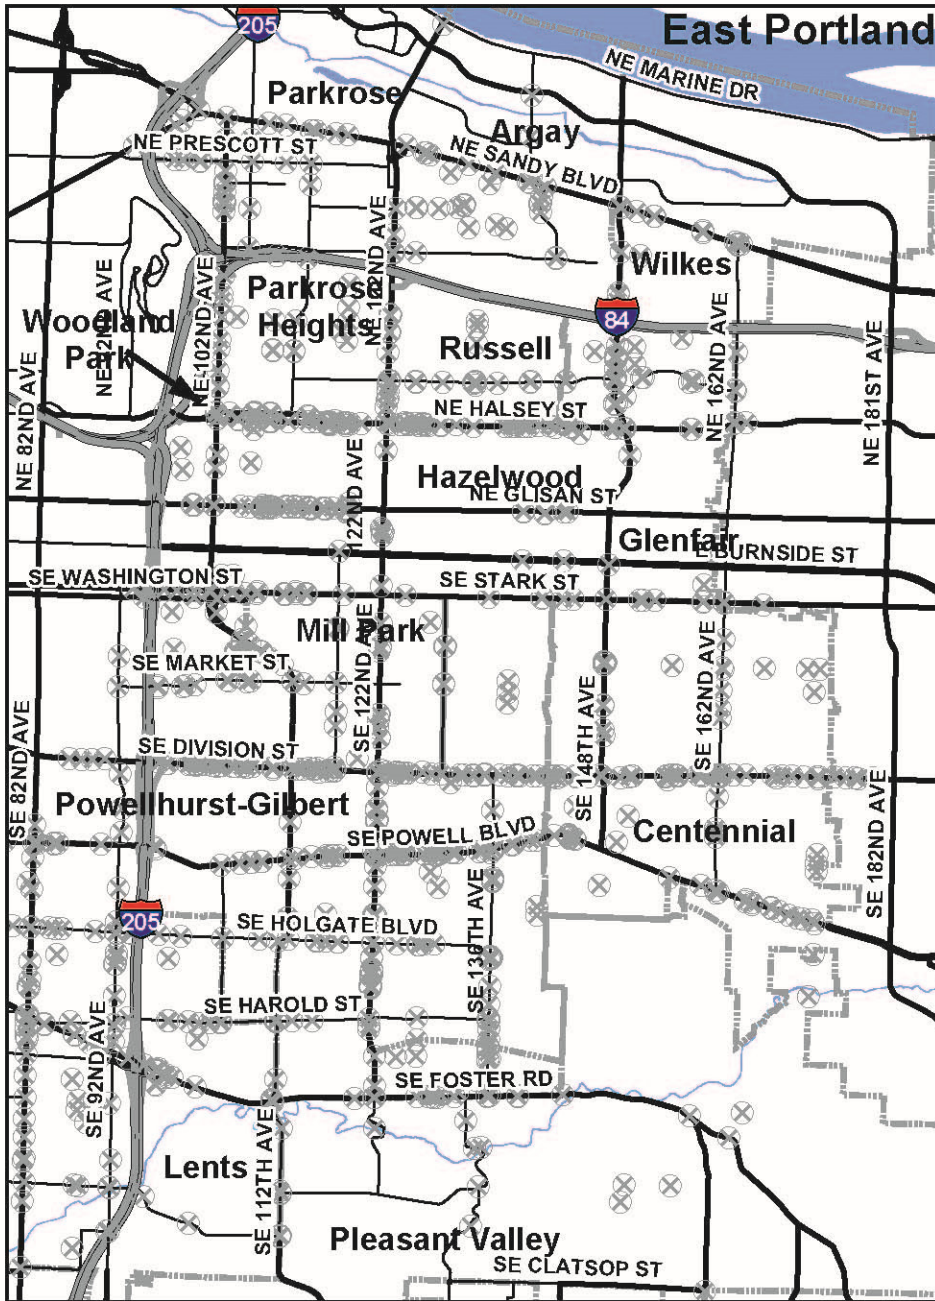 205
East Portland
NE MARINE DR
Parkrose
Argay
NE PRESCOTT ST
NE SANDY BLVD
Wilkes
NE 122ND AVE
NE 102ND AVE
NE 92ND AVE
Parkrose
Heights
Woodland
Park
84
Russell
NE 162ND AVE
NE 181ST AVE
NE 82ND AVE
NE HALSEY ST
Hazelwood
NE GLISAN ST
122ND AVE
Glenfair
E BURNSIDE ST
SE WASHINGTON ST
SE STARK ST
Mill Park
SE MARKET ST
SE 122ND AVE
SE 162ND AVE
SE 148TH AVE
SE DIVISION ST
SE 82ND AVE
Powellhurst-Gilbert
SE POWELL BLVD
Centennial
SE 182ND AVE
205
SE HOLGATE BLVD
SE 136TH AVE
SE HAROLD ST
SE 92ND AVE
SE FOSTER RD
Lents
SE 112TH AVE
Pleasant Valley
SE CLATSOP ST